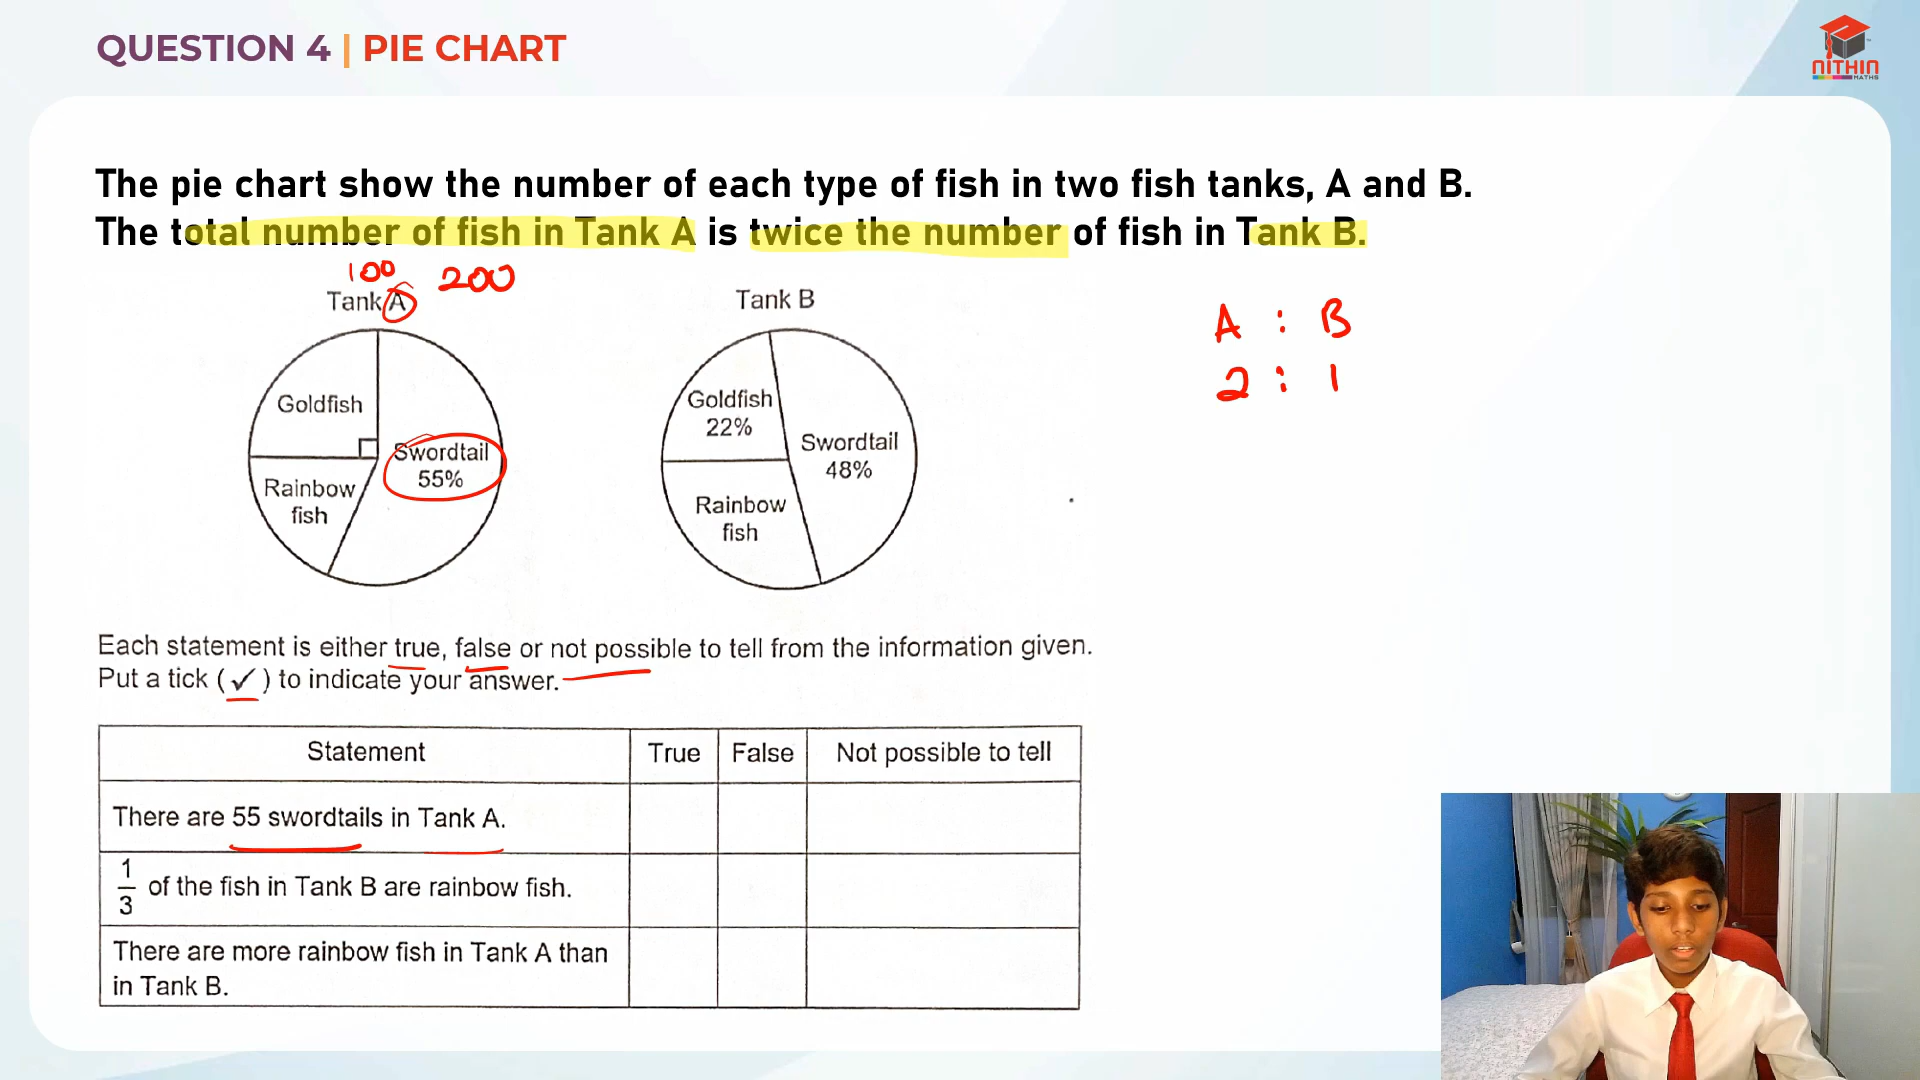 QUESTION 4 | PIE CHART
NITHIN
MATHS
The pie chart show the number of each type of fish in two fish tanks, A and B.
The total number of fish in Tank A is twice the number of fish in Tank B.
100 200
Tank A
Tank B
A : B
2 : 1
Goldfish
Swordtail
55%
Rainbow
fish
Goldfish
22%
Swordtail
48%
Rainbow
fish
Each statement is either true, false or not possible to tell from the information given.
Put a tick (✓) to indicate your answer.
Statement True False Not possible to tell
There are 55 swordtails in Tank A.
1/3 of the fish in Tank B are rainbow fish.
There are more rainbow fish in Tank A than
in Tank B.